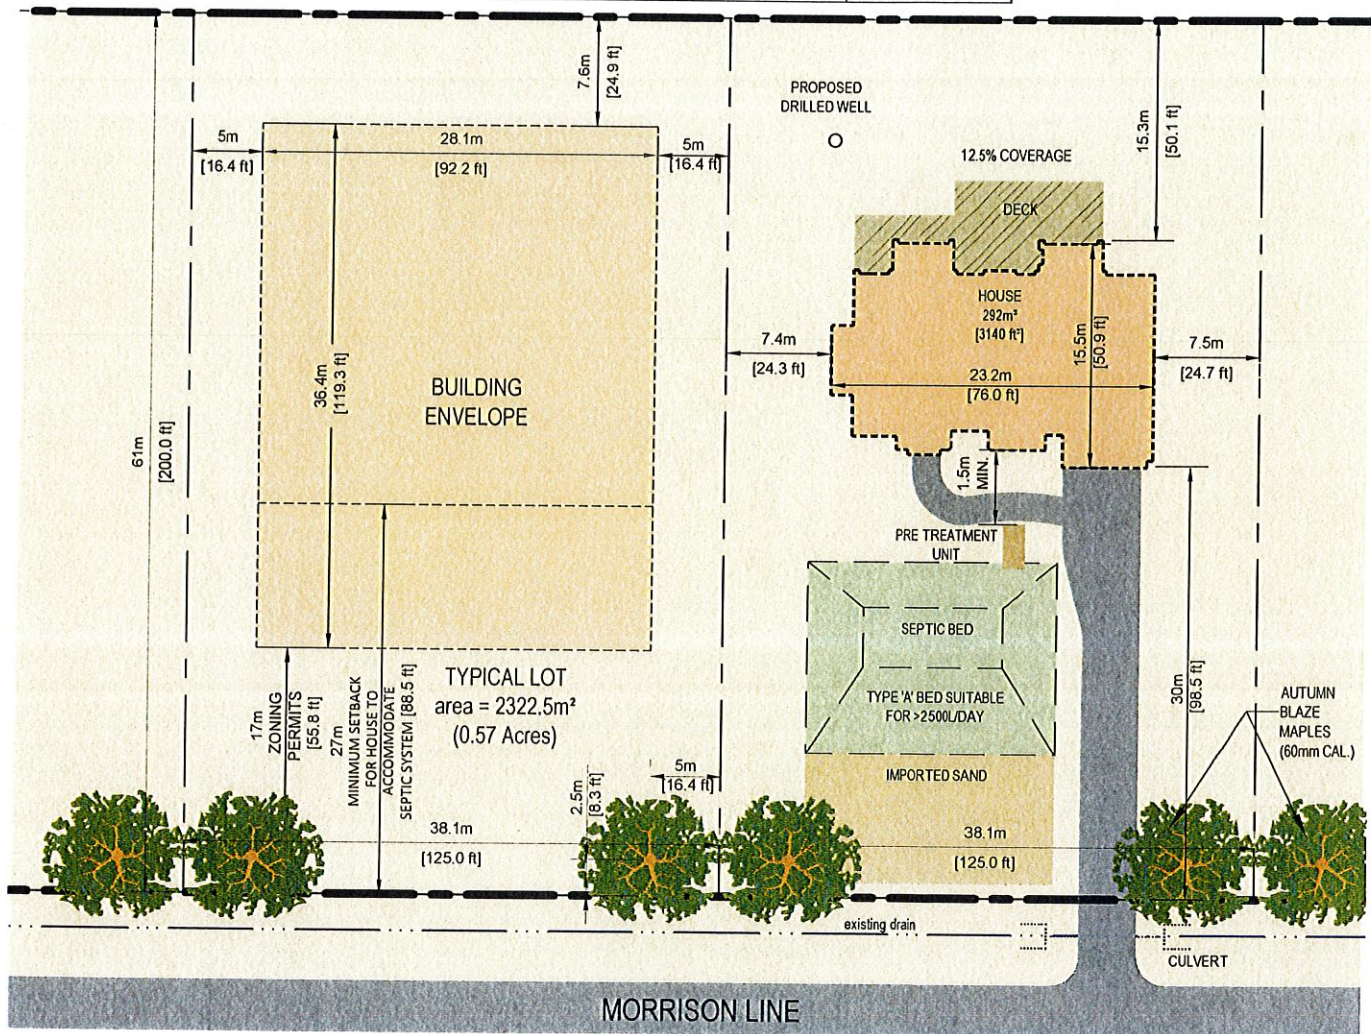 7.6m
[24.9 ft]
PROPOSED
DRILLED WELL
15.3m
[50.1 ft]
5m
[16.4 ft]
28.1m
[92.2 ft]
5m
[16.4 ft]
12.5% COVERAGE
DECK
HOUSE
292m²
[3140 ft²]
15.5m
[50.9 ft]
7.4m
[24.3 ft]
7.5m
[24.7 ft]
23.2m
[76.0 ft]
36.4m
[119.3 ft]
BUILDING
ENVELOPE
61m
[200.0 ft]
1.5m
MIN.
PRE TREATMENT
UNIT
SEPTIC BED
TYPE 'A' BED SUITABLE
FOR >2500L/DAY
IMPORTED SAND
30m
[98.5 ft]
AUTUMN
BLAZE
MAPLES
(60mm CAL.)
TYPICAL LOT
area = 2322.5m²
(0.57 Acres)
17m
ZONING
PERMITS
[55.8 ft]
27m
MINIMUM SETBACK
FOR HOUSE TO
ACCOMMODATE
SEPTIC SYSTEM [88.5 ft]
5m
[16.4 ft]
2.5m
[8.3 ft]
38.1m
[125.0 ft]
38.1m
[125.0 ft]
existing drain
CULVERT
MORRISON LINE